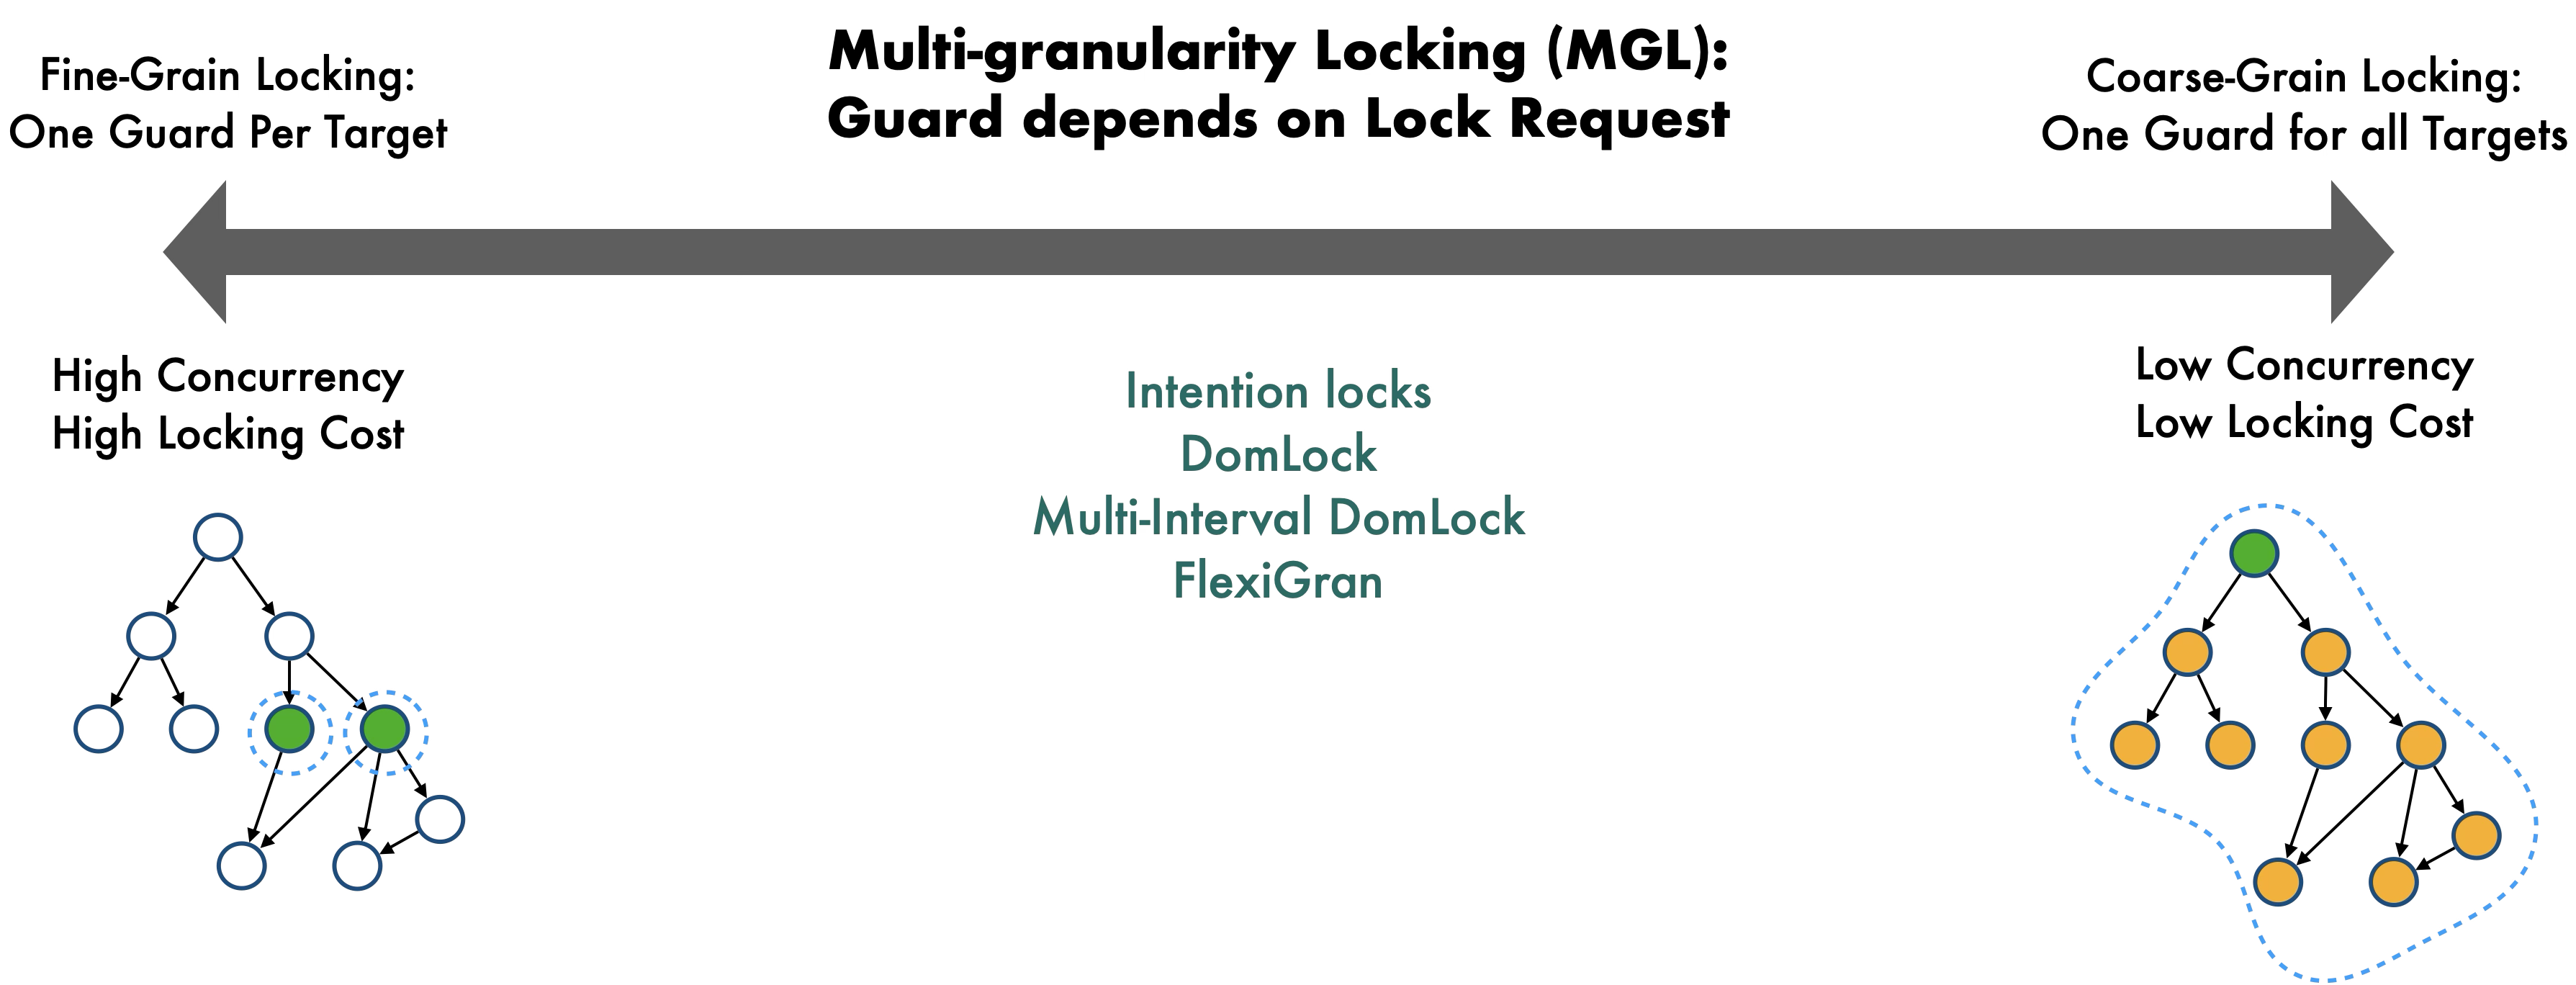 Fine-Grain Locking:
One Guard Per Target
Multi-granularity Locking (MGL):
Guard depends on Lock Request
Coarse-Grain Locking:
One Guard for all Targets
High Concurrency
High Locking Cost
Intention locks
DomLock
Multi-Interval DomLock
FlexiGran
Low Concurrency
Low Locking Cost